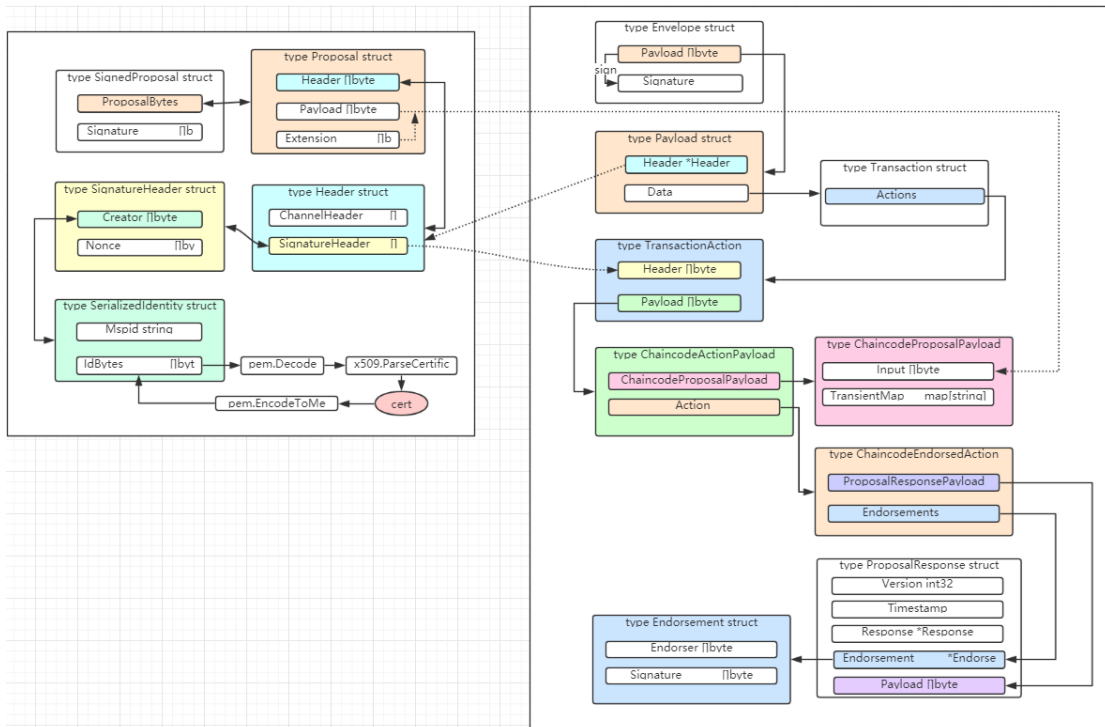 type SignedProposal struct
ProposalBytes
Signature []b
type Proposal struct
Header []byte
Payload []byte
Extension []b
type SignatureHeader struct
Creator []byte
Nonce []by
type Header struct
ChannelHeader []
SignatureHeader []
type SerializedIdentity struct
Mspid string
IdBytes []byt
pem.Decode
x509.ParseCertific
pem.EncodeToMe
cert
type Envelope struct
Payload []byte
sign
Signature
type Payload struct
Header *Header
Data
type Transaction struct
Actions
type TransactionAction
Header []byte
Payload []byte
type ChaincodeActionPayload
ChaincodeProposalPayload
Action
type ChaincodeProposalPayload
Input []byte
TransientMap map[string]
type ChaincodeEndorsedAction
ProposalResponsePayload
Endorsements
type ProposalResponse struct
Version int32
Timestamp
Response *Response
Endorsement *Endorse
Payload []byte
type Endorsement struct
Endorser []byte
Signature []byte